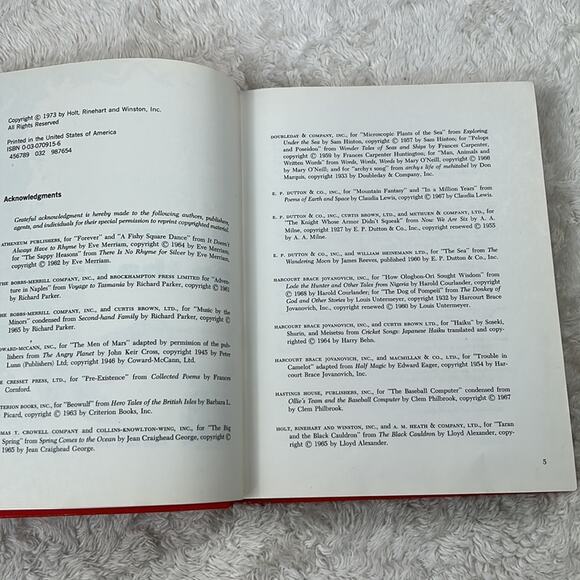 Copyright © 1973 by Holt, Rinehart and Winston, Inc.
All Rights Reserved
Printed in the United States of America
ISBN 0-03-070915-6
456789 032 987654
Acknowledgments
Grateful acknowledgment is hereby made to the following authors, publishers,
agents, and individuals for their special permission to reprint copyrighted material.
ATHENEUM PUBLISHERS, for "Forever" and "A Fishy Square Dance" from It Doesn't
Always Have to Rhyme by Eve Merriam, copyright © 1964 by Eve Merriam;
for "The Sappy Heasons" from There Is No Rhyme for Silver by Eve Merriam,
copyright © 1962 by Eve Merriam.
THE BOBBS-MERRILL COMPANY, INC., and BROCKHAMPTON PRESS LIMITED for "Adven-
ture in Naples" from Voyage to Tasmania by Richard Parker, copyright © 1961
by Richard Parker.
THE BOBBS-MERRILL COMPANY, INC., and CURTIS BROWN, LTD., for "Music by the
Minors" condensed from Second-hand Family by Richard Parker, copyright ©
1965 by Richard Parker.
COWARD-MCCANN, INC., for "The Men of Mars" adapted by permission of the pub-
lishers from The Angry Planet by John Keir Cross, copyright 1945 by Peter
Lunn (Publishers) Ltd; copyright 1946 by Coward-McCann, Ltd.
THE CRESSET PRESS, LTD., for "Pre-Existence" from Collected Poems by Frances
Cornford.
CRITERION BOOKS, INC., for "Beowulf" from Hero Tales of the British Isles by Barbara L.
Picard, copyright © 1963 by Criterion Books, Inc.
THOMAS Y. CROWELL COMPANY and COLLINS-KNOWLTON-WING, INC., for "The Big
Spring" from Spring Comes to the Ocean by Jean Craighead George, copyright ©
1965 by Jean Craighead George.
DOUBLEDAY & COMPANY, INC., for "Microscopic Plants of the Sea" from Exploring
Under the Sea by Sam Hinton, copyright © 1957 by Sam Hinton; for "Pelops
and Poseidon" from Wonder Tales of Seas and Ships by Frances Carpenter,
copyright © 1959 by Frances Carpenter Huntington; for "Man, Animals and
Written Words" from Words, Words, Words by Mary O'Neill, copyright © 1966
by Mary O'Neill; and for "archy's song" from archy's life of mehitabel by Don
Marquis, copyright 1933 by Doubleday & Company, Inc.
E. P. DUTTON & CO., INC., for "Mountain Fantasy" and "In a Million Years" from
Poems of Earth and Space by Claudia Lewis, copyright © 1967 by Claudia Lewis.
E. P. DUTTON & CO., INC., CURTIS BROWN, LTD., and METHUEN & COMPANY, LTD., for
"The Knight Whose Armor Didn't Squeak" from Now We Are Six by A. A. Milne,
copyright 1927 by E. P. Dutton & Co., Inc., copyright renewed © 1955
by A. A. Milne.
E. P. DUTTON & CO., INC., and WILLIAM HEINEMANN LTD. for "The Sea" from The
Wandering Moon by James Reeves, published 1960 by E. P. Dutton & Co., Inc.
HARCOURT BRACE JOVANOVICH, INC., for "How Ologbon-Ori Sought Wisdom" from
Lode the Hunter and Other Tales from Nigeria by Harold Courlander, copyright
© 1968 by Harold Courlander; for "The Dog of Pompeii" from The Donkey of
God and Other Stories by Louis Untermeyer, copyright 1932 by Harcourt Brace
Jovanovich, Inc., copyright renewed © 1960 by Louis Untermeyer.
HARCOURT BRACE JOVANOVICH, INC., and CURTIS BROWN, LTD., for "Haiku" by Soseki,
Shurin, and Meisetsu from Cricket Songs: Japanese Haiku translated and copy-
righted © 1964 by Harry Behn.
HARCOURT BRACE JOVANOVICH, INC., and MACMILLAN & CO., LTD., for "Trouble in
Camelot" adapted from Half Magic by Edward Eager, copyright © 1954 by Har-
court Brace Jovanovich, Inc.
HASTINGS HOUSE, PUBLISHERS, INC., for "The Baseball Computer" condensed from
Ollie's Team and the Baseball Computer by Clem Philbrook, copyright © 1967
by Clem Philbrook.
HOLT, RINEHART AND WINSTON, INC., and A. M. HEATH & COMPANY, LTD., for "Taran
and the Black Cauldron" from The Black Cauldron by Lloyd Alexander, copy-
right © 1965 by Lloyd Alexander.
5